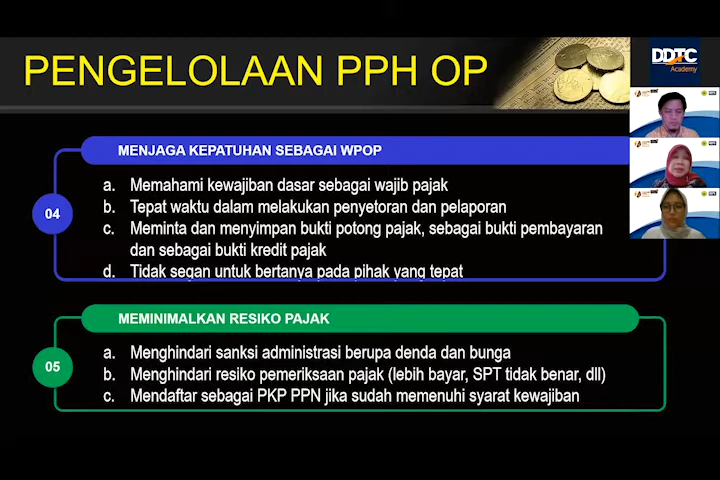 PENGELOLAAN PPH OP
DDTC
Academy
MENJAGA KEPATUHAN SEBAGAI WPOP
04
a. Memahami kewajiban dasar sebagai wajib pajak
b. Tepat waktu dalam melakukan penyetoran dan pelaporan
c. Meminta dan menyimpan bukti potong pajak, sebagai bukti pembayaran
dan sebagai bukti kredit pajak
d. Tidak segan untuk bertanya pada pihak yang tepat
MEMINIMALKAN RESIKO PAJAK
05
a. Menghindari sanksi administrasi berupa denda dan bunga
b. Menghindari resiko pemeriksaan pajak (lebih bayar, SPT tidak benar, dll)
c. Mendaftar sebagai PKP PPN jika sudah memenuhi syarat kewajiban